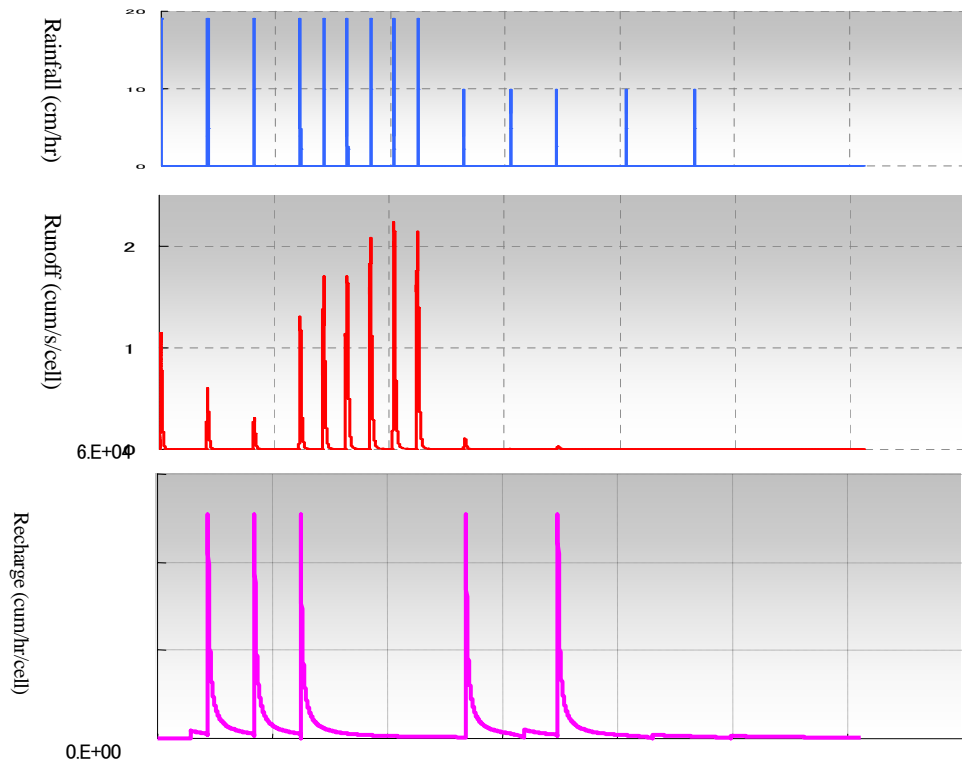 Rainfall (cm/hr)
20
10
0
Runoff (cum/s/cell)
2
1
0
6.E+04
Recharge (cum/hr/cell)
0.E+00